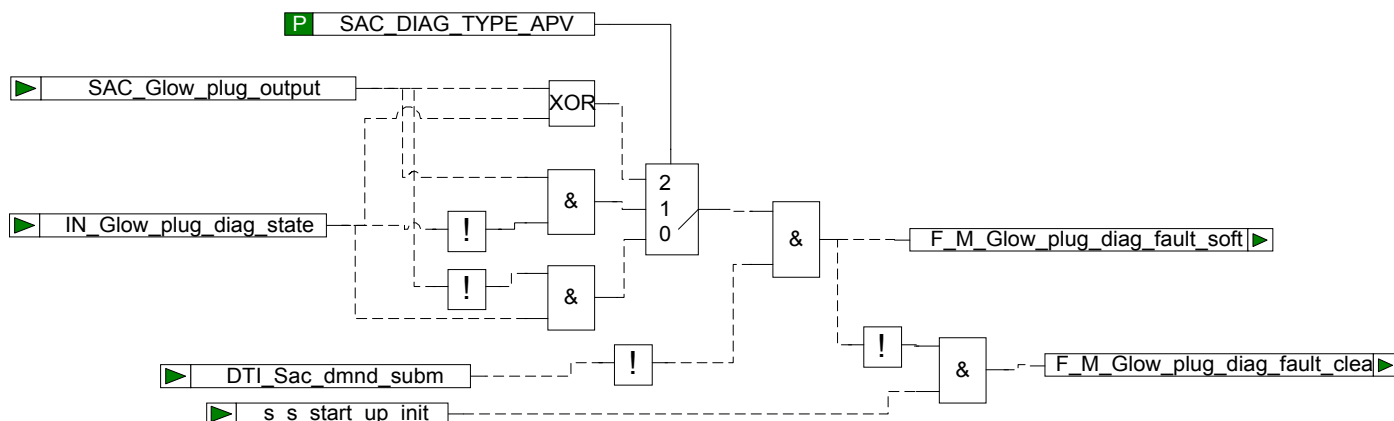 P SAC_DIAG_TYPE_APV
SAC_Glow_plug_output
XOR
2
&
1
IN_Glow_plug_diag_state
!
0
&
F_M_Glow_plug_diag_fault_soft
!
&
!
&
!
F_M_Glow_plug_diag_fault_clea
DTI_Sac_dmnd_subm
s_s_start_up_init